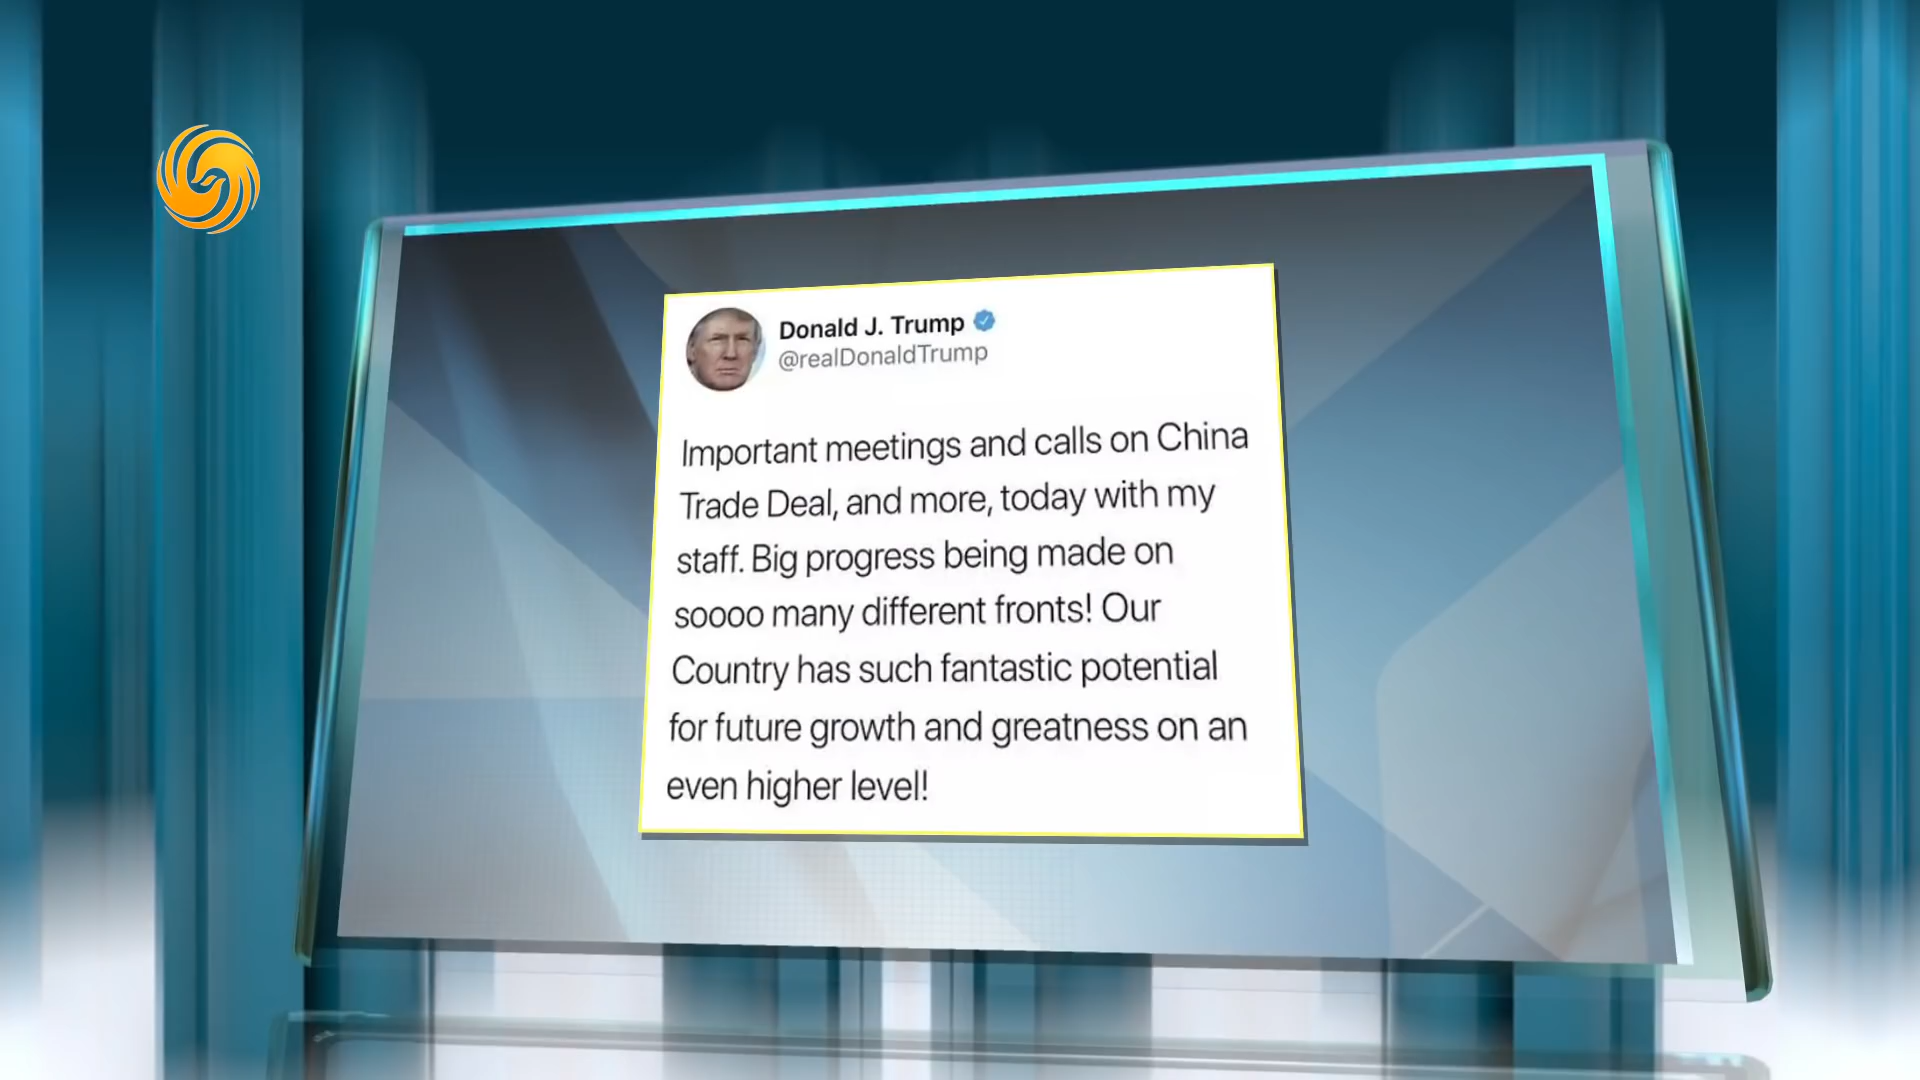 Donald J. Trump
@realDonaldTrump
Important meetings and calls on China
Trade Deal, and more, today with my
staff. Big progress being made on
soooo many different fronts! Our
Country has such fantastic potential
for future growth and greatness on an
even higher level!